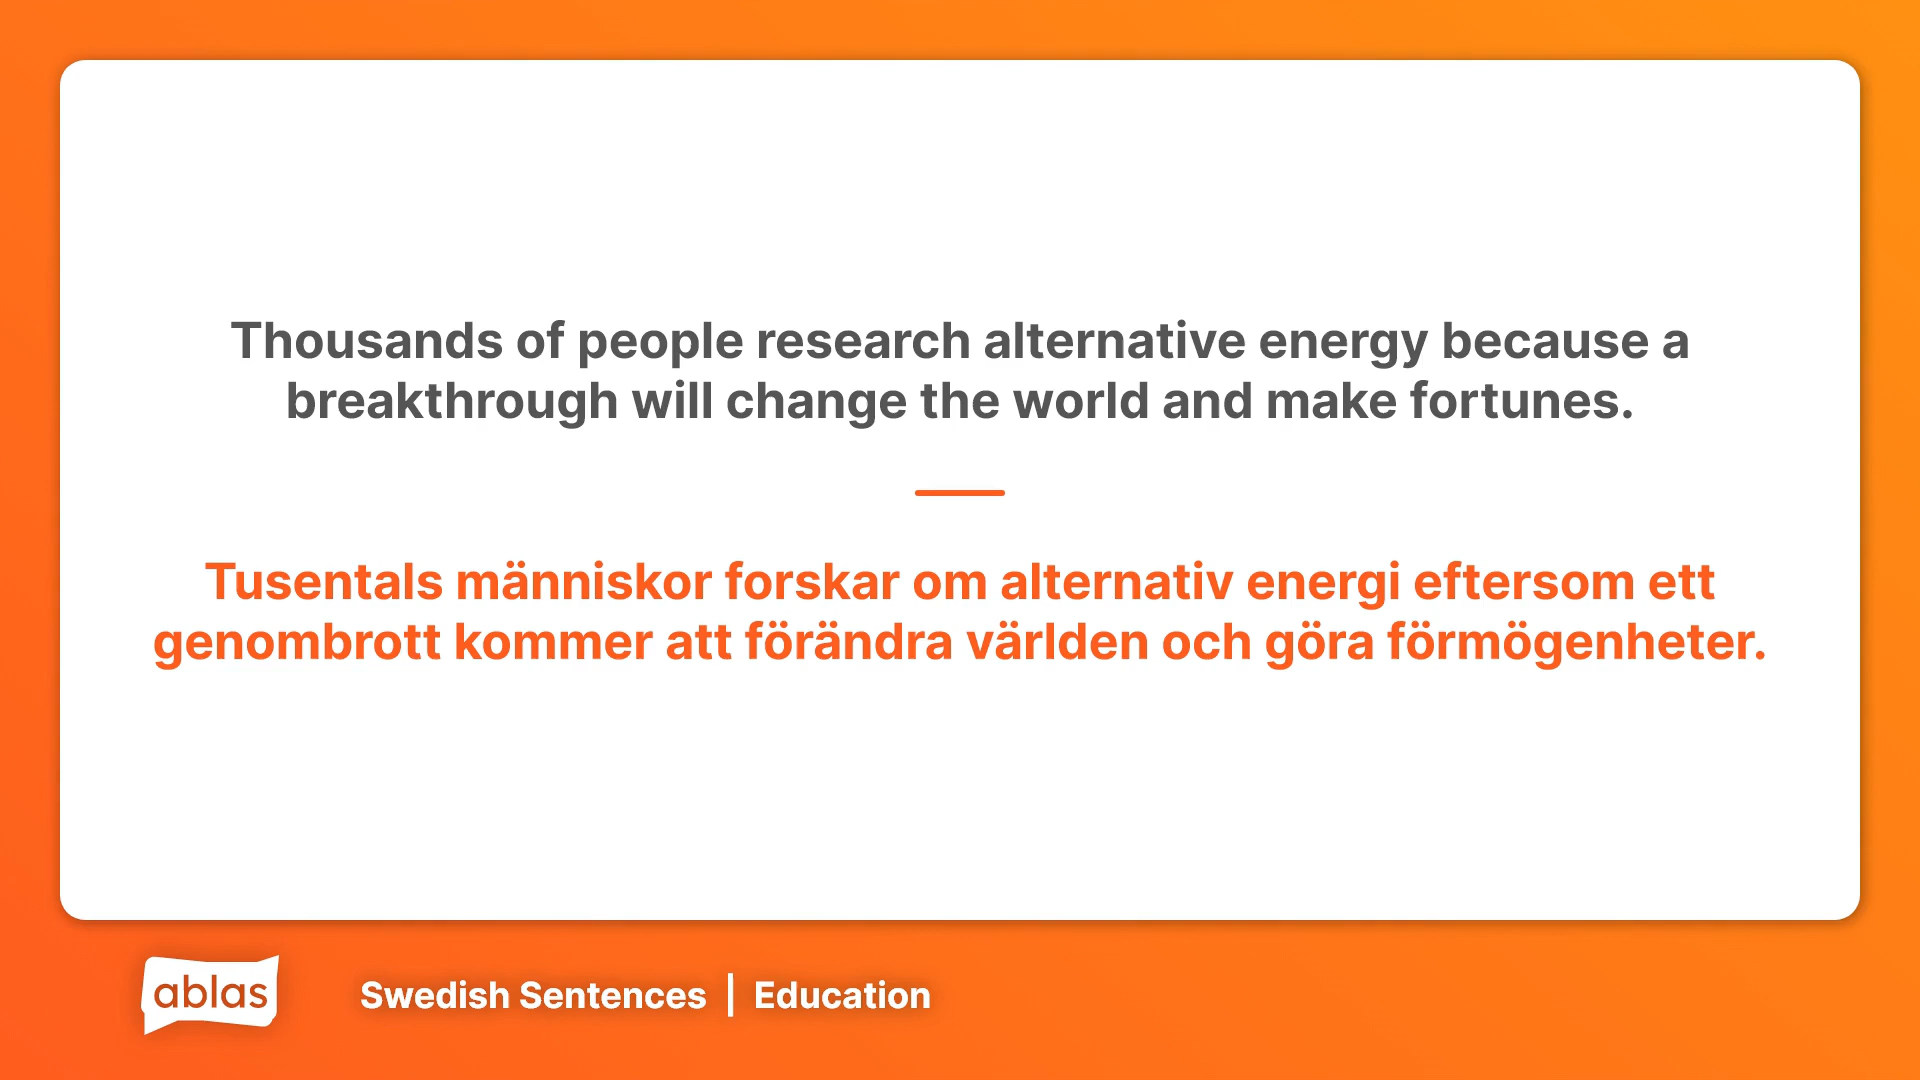 Thousands of people research alternative energy because a
breakthrough will change the world and make fortunes.
Tusentals människor forskar om alternativ energi eftersom ett
genombrott kommer att förändra världen och göra förmögenheter.
ablas
Swedish Sentences | Education